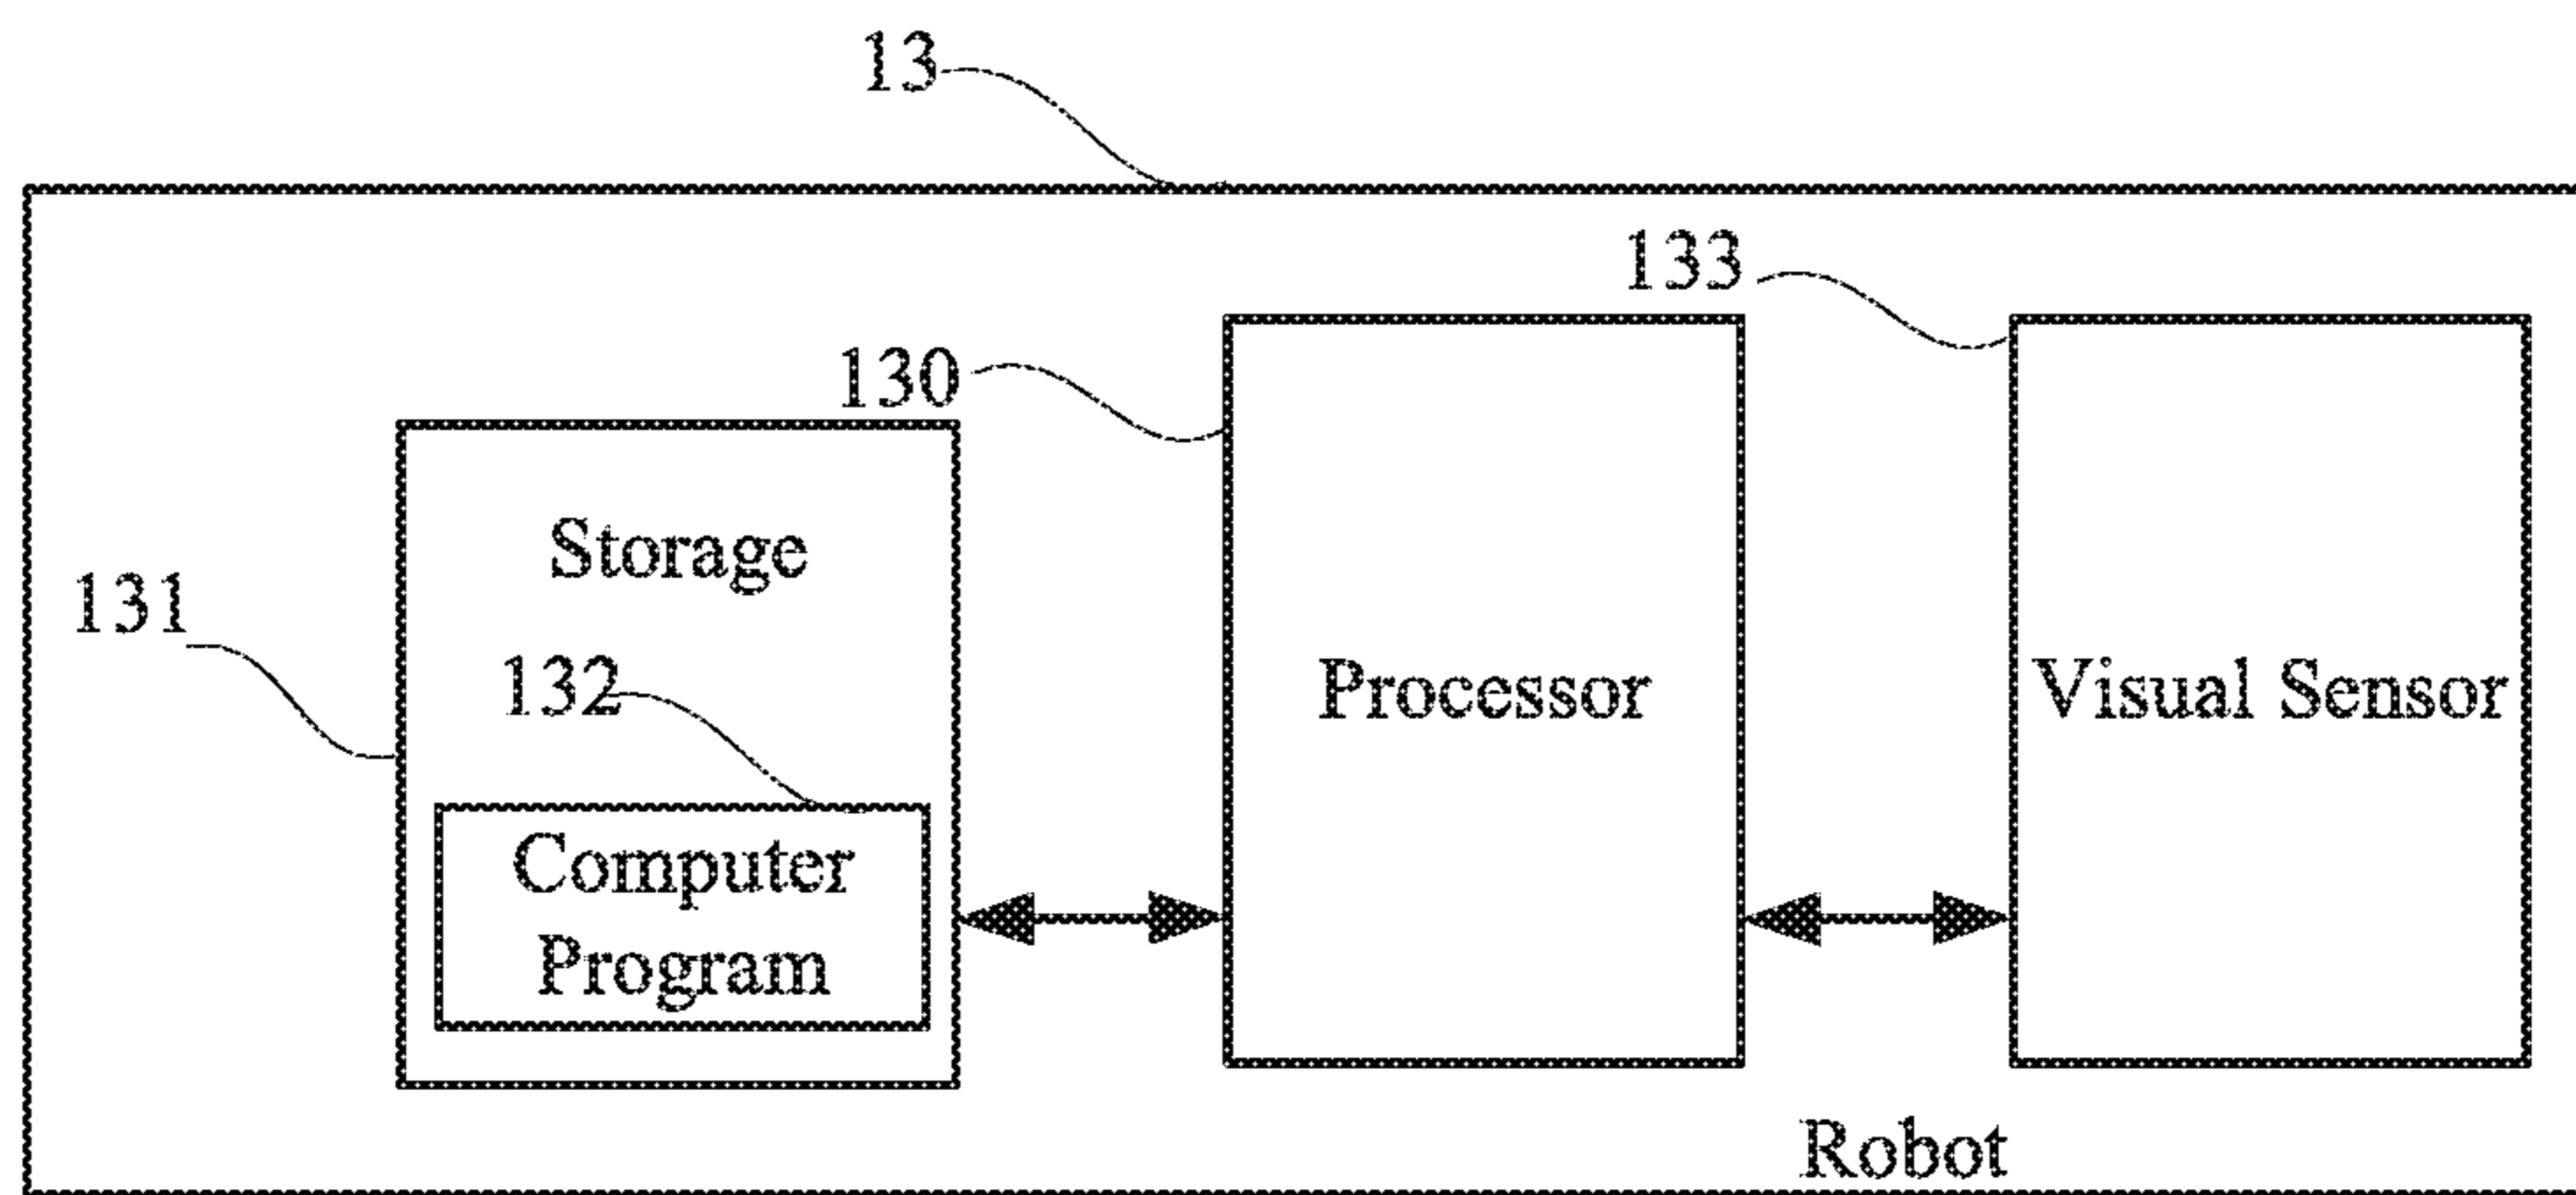 13
133
130
Storage
131
132
Processor
Visual Sensor
Computer
Program
Robot